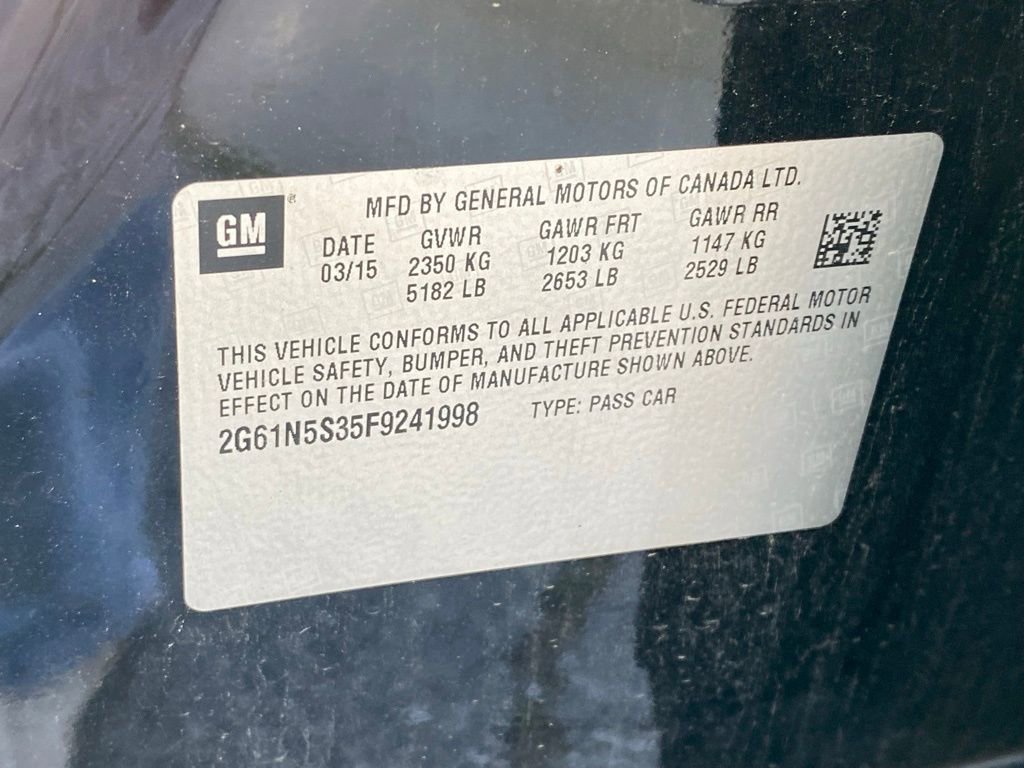 GM
MFD BY GENERAL MOTORS OF CANADA LTD.
DATE GVWR GAWR FRT GAWR RR
03/15 2350 KG 1203 KG 1147 KG
5182 LB 2653 LB 2529 LB
THIS VEHICLE CONFORMS TO ALL APPLICABLE U.S. FEDERAL MOTOR
VEHICLE SAFETY, BUMPER, AND THEFT PREVENTION STANDARDS IN
EFFECT ON THE DATE OF MANUFACTURE SHOWN ABOVE.
2G61N5S35F9241998 TYPE: PASS CAR